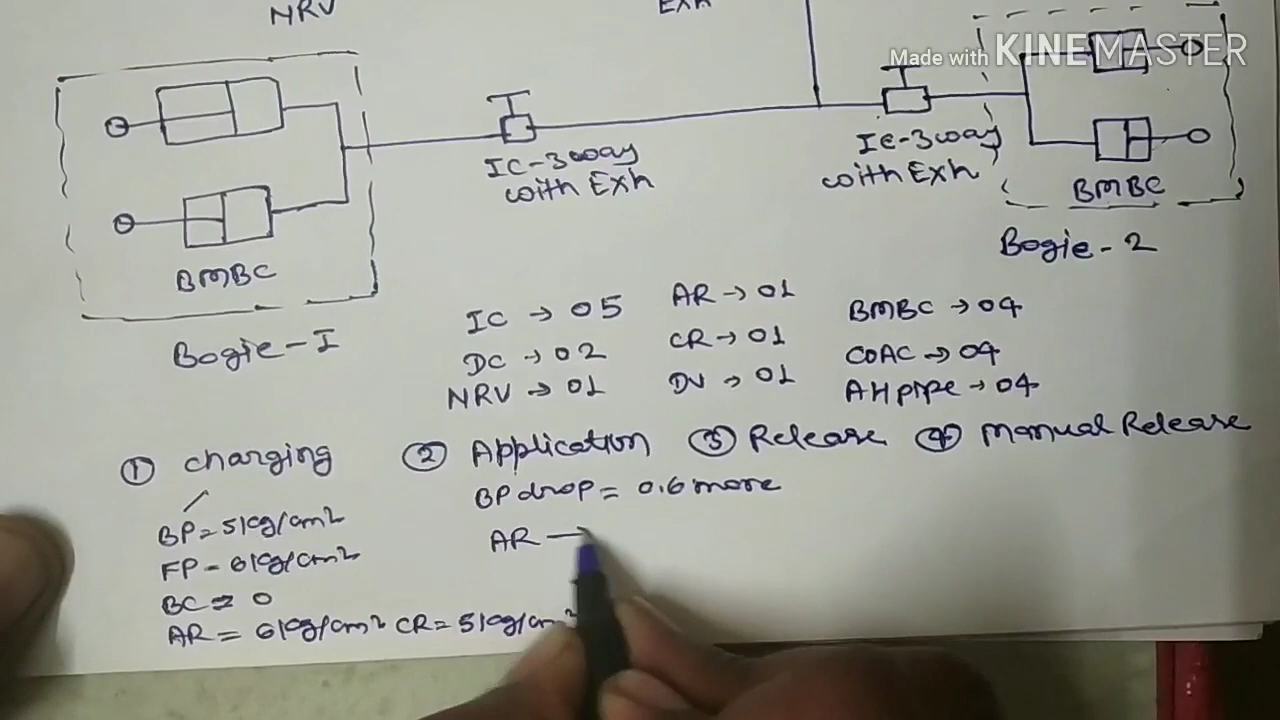 NRV
EXH
Made with KINEMASTER
IC-3way
with Exh
IC-3way
with Exh
BMBC
Bogie-2
BMBC
Bogie-I
IC → 05
DC → 02
NRV → 01
AR → 01
CR → 01
DV → 01
BMBC → 04
COAC → 04
AH pipe → 04
① charging
BP = 5kg/cm²
FP - 6kg/cm²
BC = 0
AR = 6kg/cm² CR = 5kg/cm²
② Application
BP drop = 0.6 more
AR →
③ Release
④ Manual Release